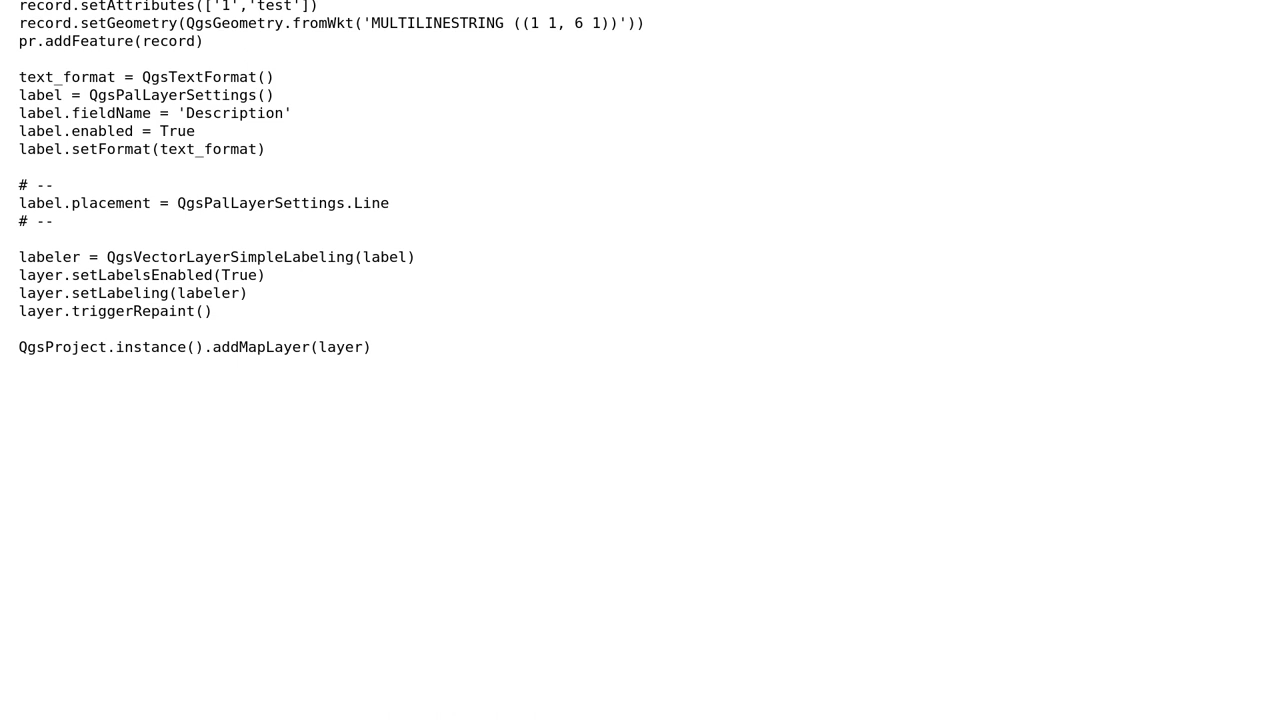 record.setAttributes(['1','test'])
record.setGeometry(QgsGeometry.fromWkt('MULTILINESTRING ((1 1, 6 1))'))
pr.addFeature(record)

text_format = QgsTextFormat()
label = QgsPalLayerSettings()
label.fieldName = 'Description'
label.enabled = True
label.setFormat(text_format)

# --
label.placement = QgsPalLayerSettings.Line
# --

labeler = QgsVectorLayerSimpleLabeling(label)
layer.setLabelsEnabled(True)
layer.setLabeling(labeler)
layer.triggerRepaint()

QgsProject.instance().addMapLayer(layer)